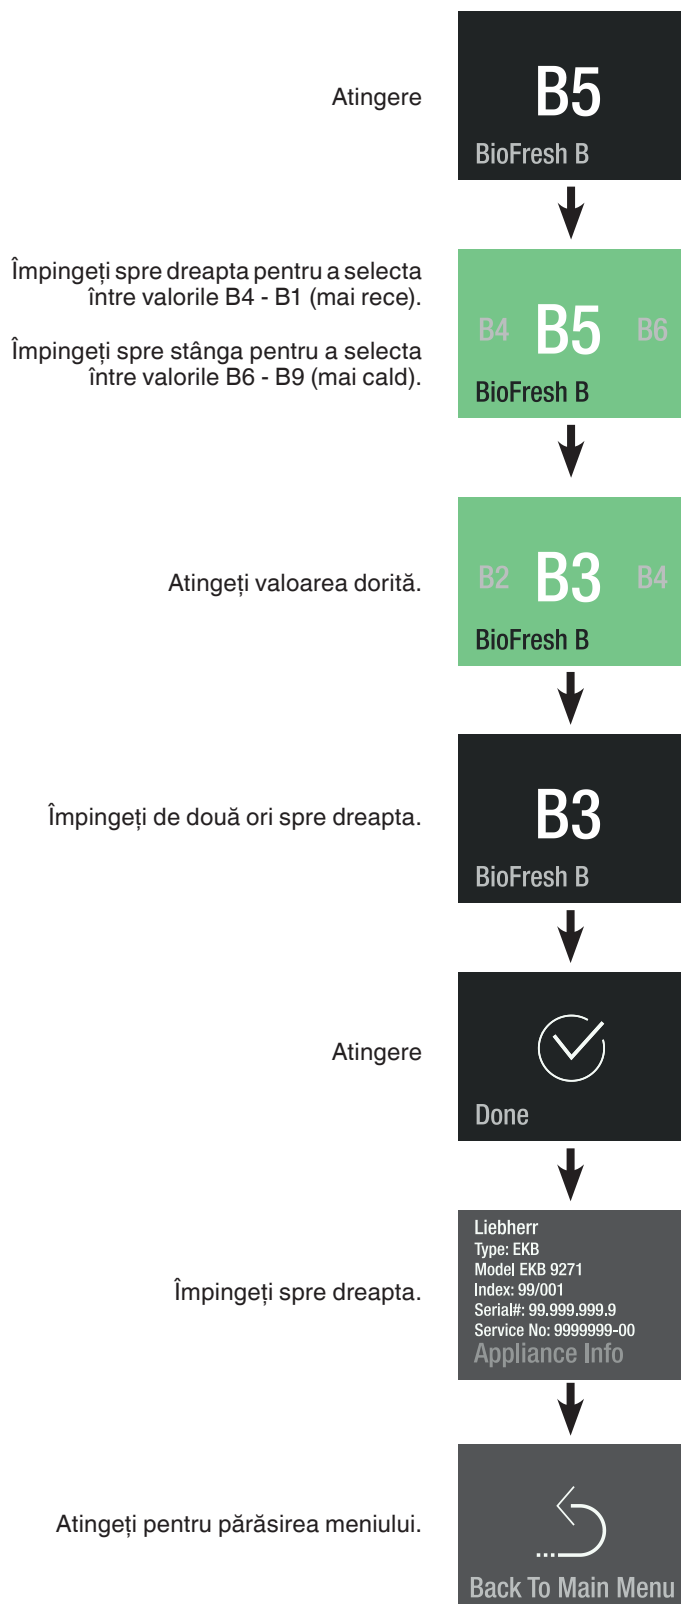 Atingere
B5
BioFresh B
Împingeți spre dreapta pentru a selecta
între valorile B4 - B1 (mai rece).
Împingeți spre stânga pentru a selecta
între valorile B6 - B9 (mai cald).
B4 B5 B6
BioFresh B
Atingeți valoarea dorită.
B2 B3 B4
BioFresh B
Împingeți de două ori spre dreapta.
B3
BioFresh B
Atingere
Done
Împingeți spre dreapta.
Liebherr
Type: EKB
Model EKB 9271
Index: 99/001
Serial#: 99.999.999.9
Service No: 9999999-00
Appliance Info
Atingeți pentru părăsirea meniului.
Back To Main Menu